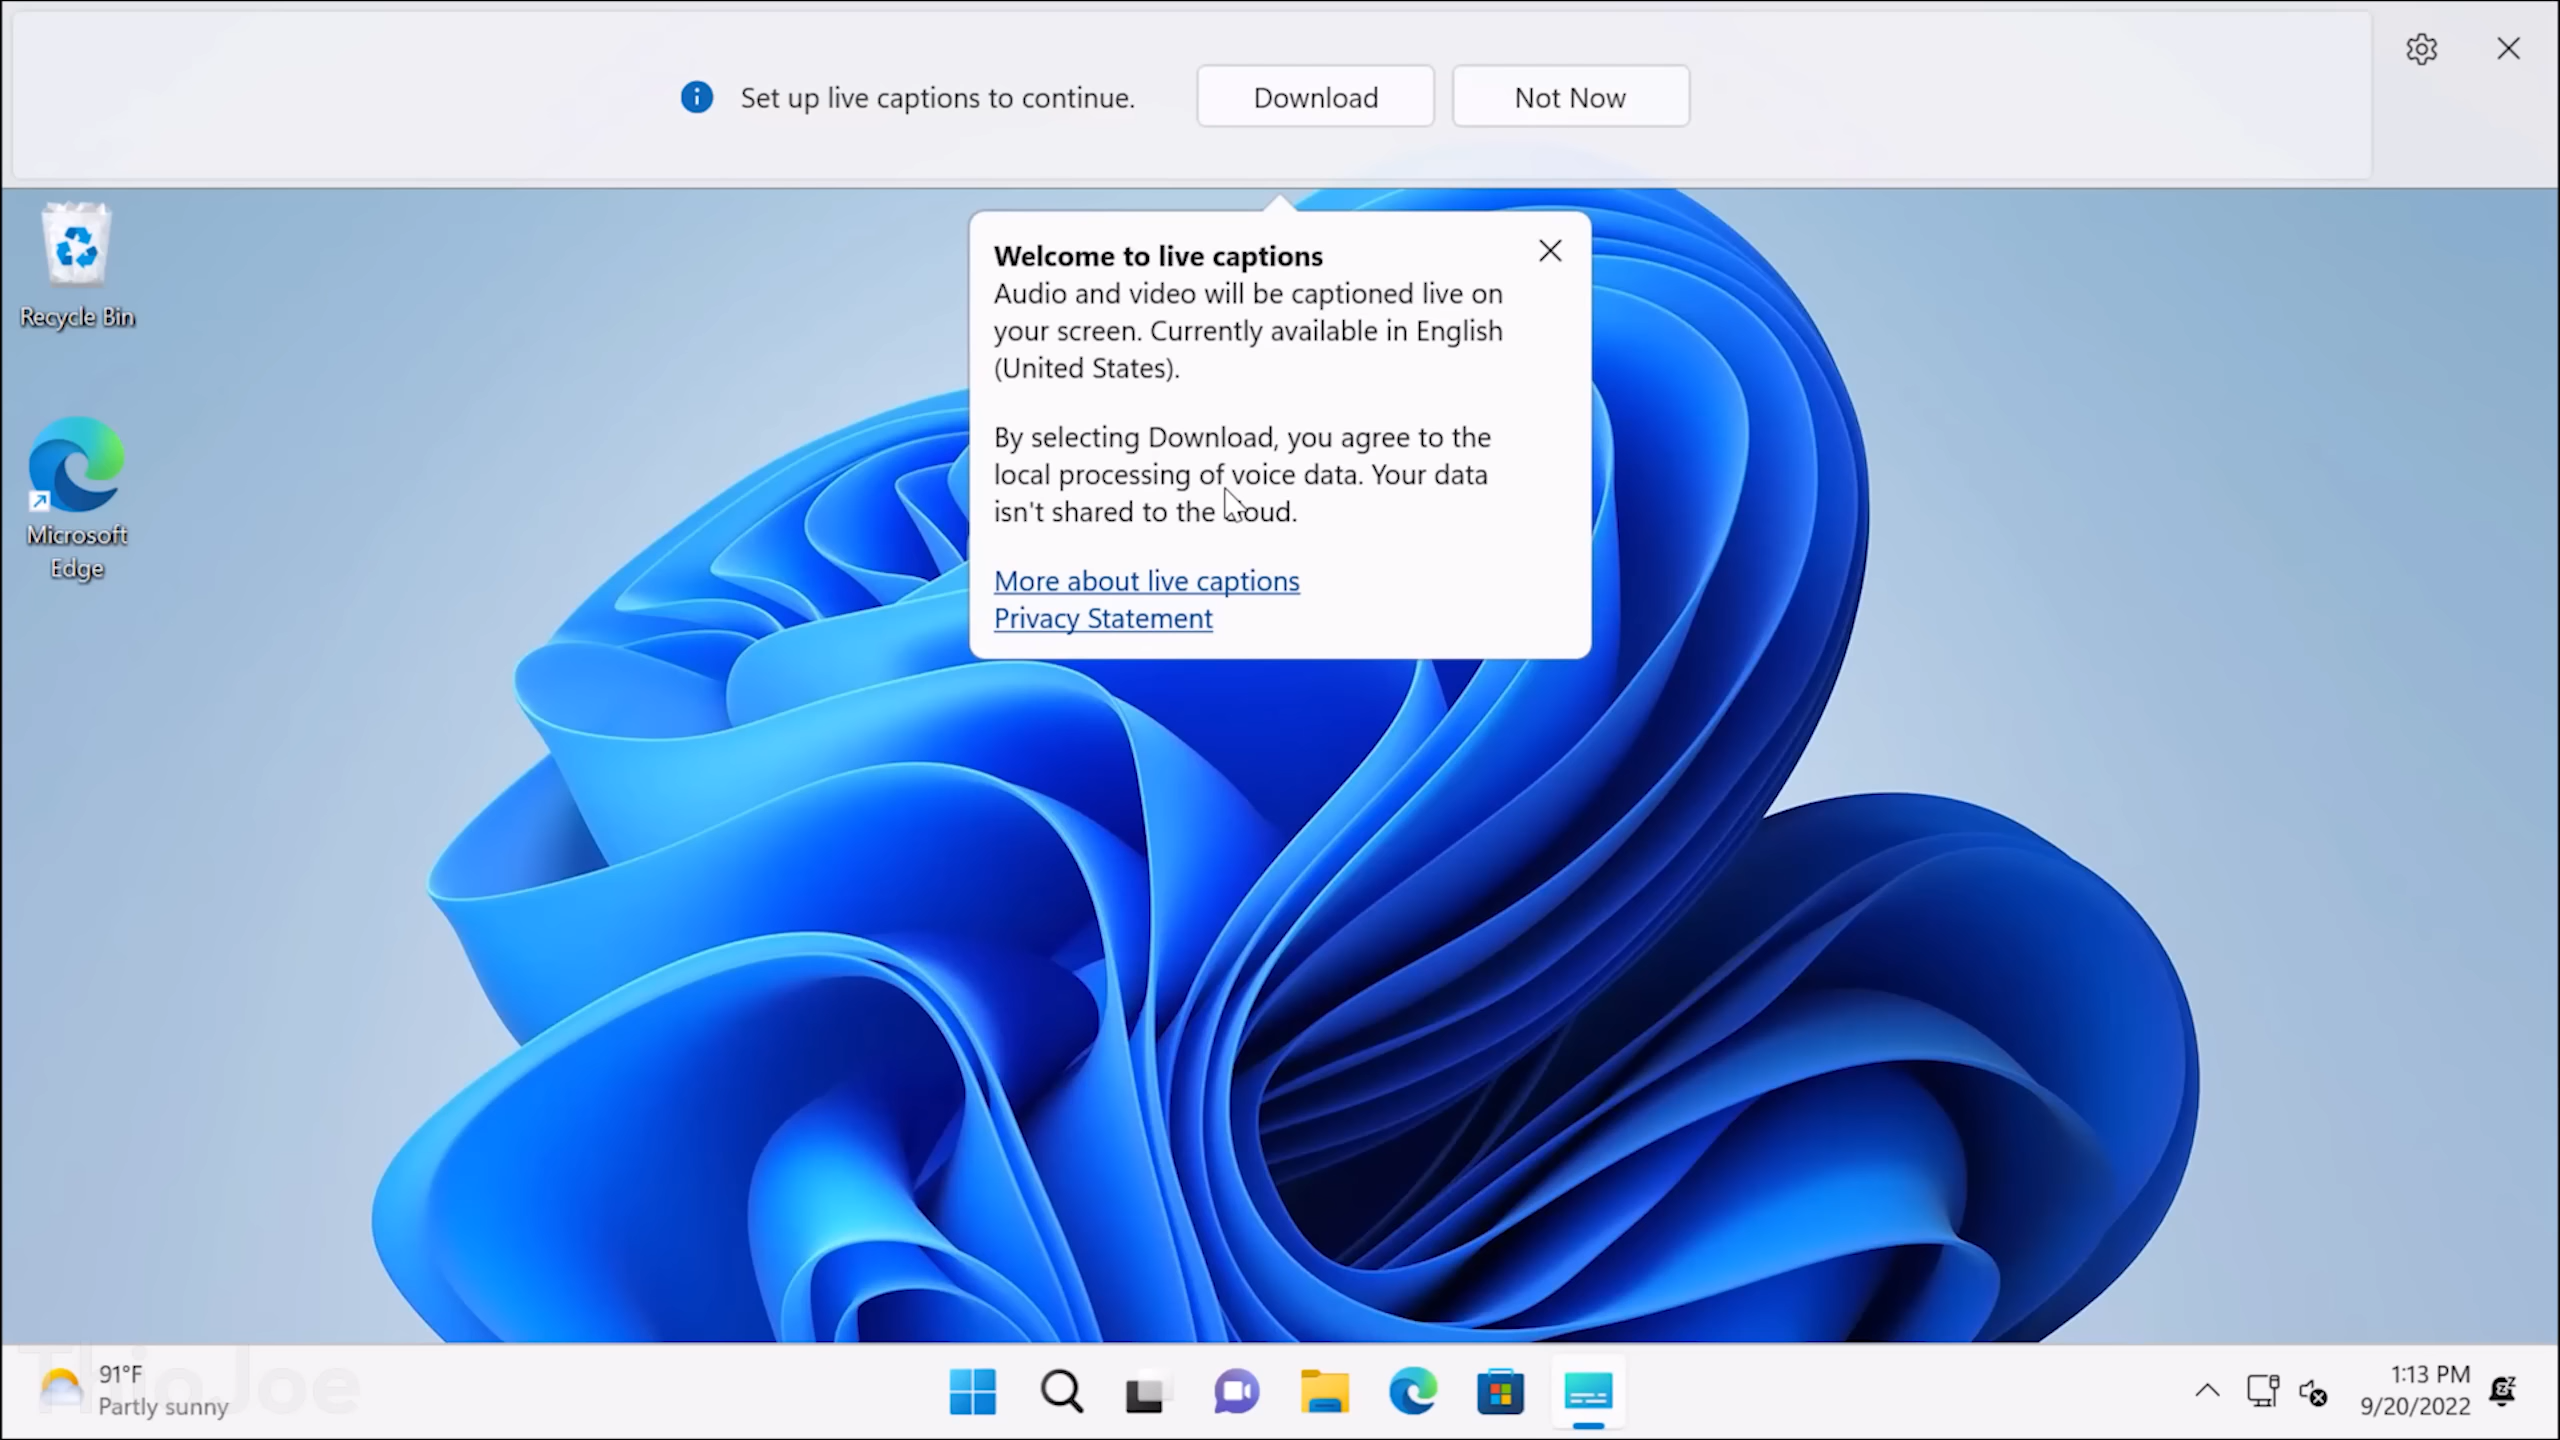 Set up live captions to continue.
Download
Not Now
Recycle Bin
Microsoft
Edge
Welcome to live captions
Audio and video will be captioned live on
your screen. Currently available in English
(United States).
By selecting Download, you agree to the
local processing of voice data. Your data
isn't shared to the cloud.
More about live captions
Privacy Statement
ThioJoe
91°F
Partly sunny
1:13 PM
9/20/2022